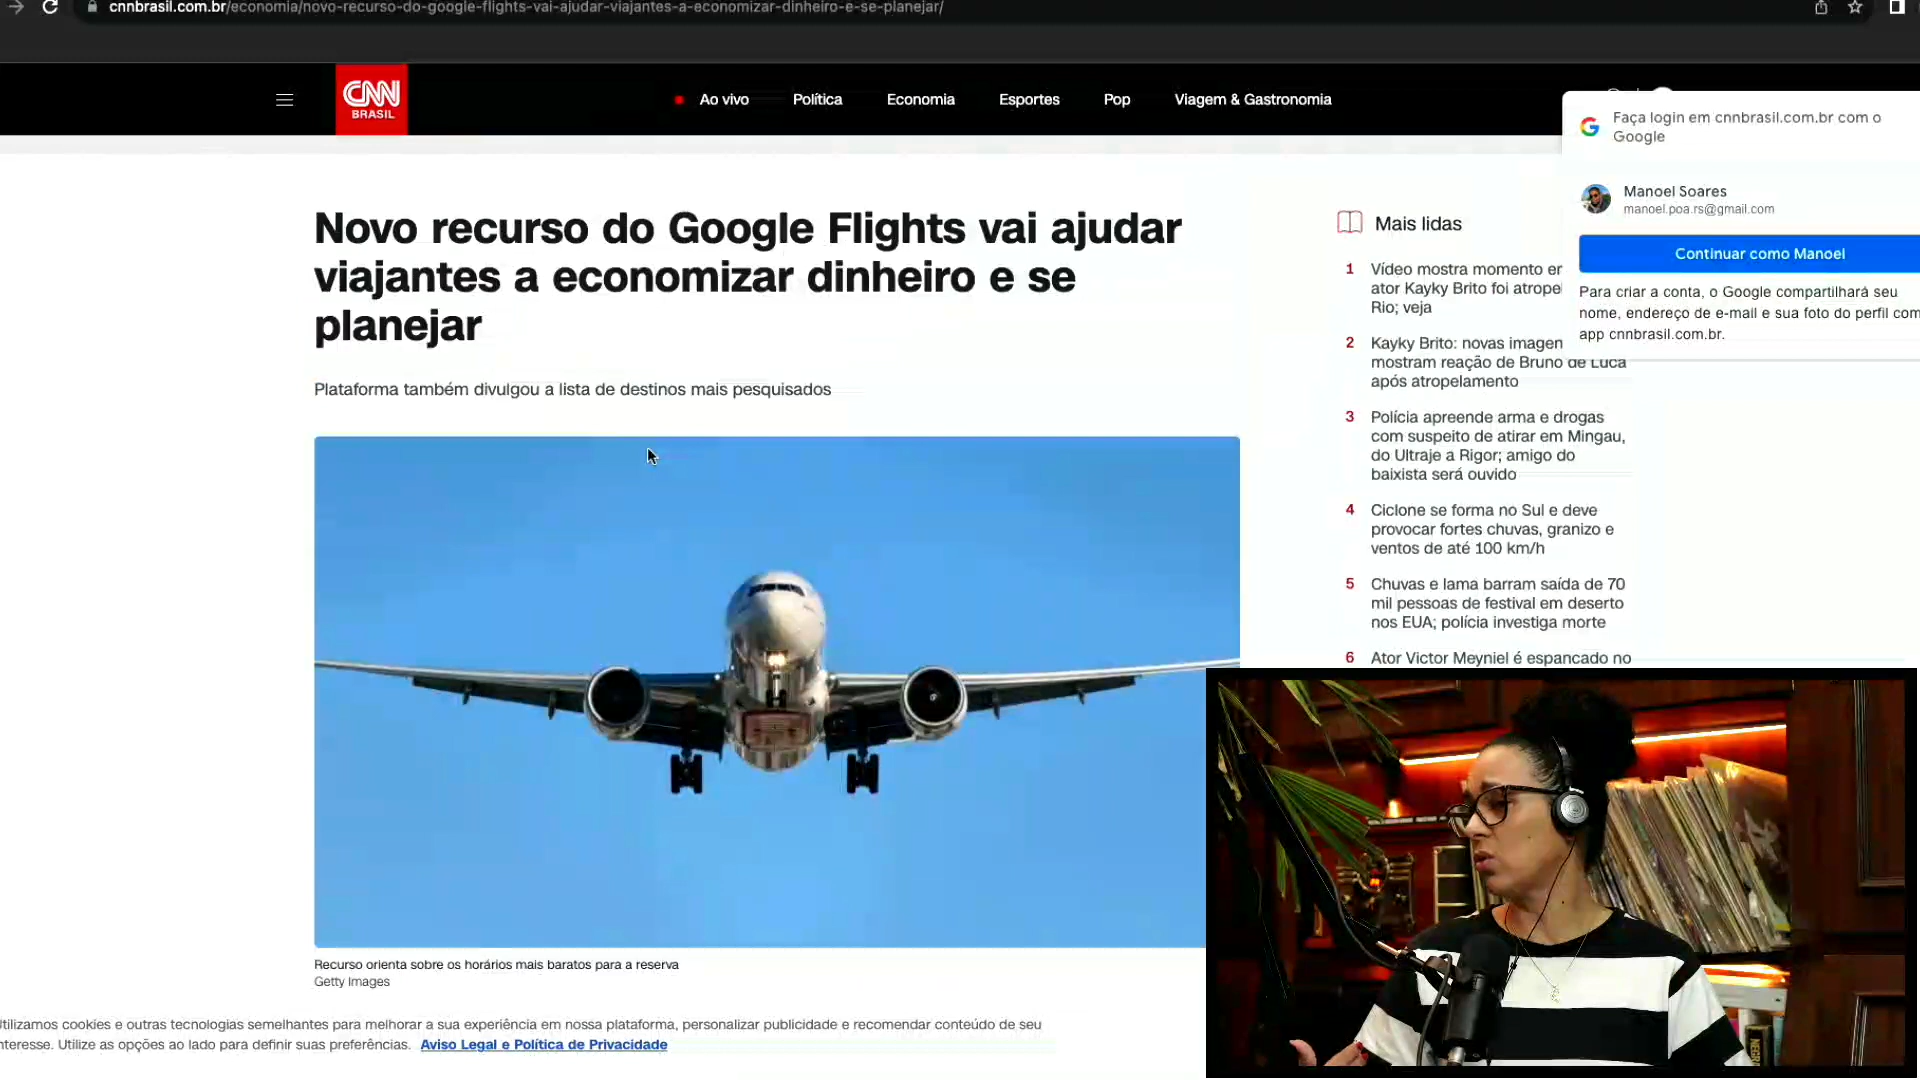 cnnbrasil.com.br/economia/novo-recurso-do-google-flights-vai-ajudar-viajantes-a-economizar-dinheiro-e-se-planejar/
CNN
BRASIL
Ao vivo
Política
Economia
Esportes
Pop
Viagem & Gastronomia
Faça login em cnnbrasil.com.br com o
Google
Manoel Soares
manoel.poa.rs@gmail.com
Continuar como Manoel
Para criar a conta, o Google compartilhará seu
nome, endereço de e-mail e sua foto do perfil com
app cnnbrasil.com.br.
Novo recurso do Google Flights vai ajudar
viajantes a economizar dinheiro e se
planejar
Plataforma também divulgou a lista de destinos mais pesquisados
Recurso orienta sobre os horários mais baratos para a reserva
Getty Images
Mais lidas
1 Vídeo mostra momento
ator Kayky Brito foi
Rio; veja
2 Kayky Brito: novas
mostram reação de Bruno de Luca
após atropelamento
3 Polícia apreende arma e drogas
com suspeito de atirar em Mingau,
do Ultraje a Rigor; amigo do
baixista será ouvido
4 Ciclone se forma no Sul e deve
provocar fortes chuvas, granizo e
ventos de até 100 km/h
5 Chuvas e lama barram saída de 70
mil pessoas de festival em deserto
nos EUA; polícia investiga morte
6 Ator Victor Meyniel é espancado no
tilizamos cookies e outras tecnologias semelhantes para melhorar a sua experiência em nossa plataforma, personalizar publicidade e recomendar conteúdo de seu
nteresse. Utilize as opções ao lado para definir suas preferências. Aviso Legal e Política de Privacidade